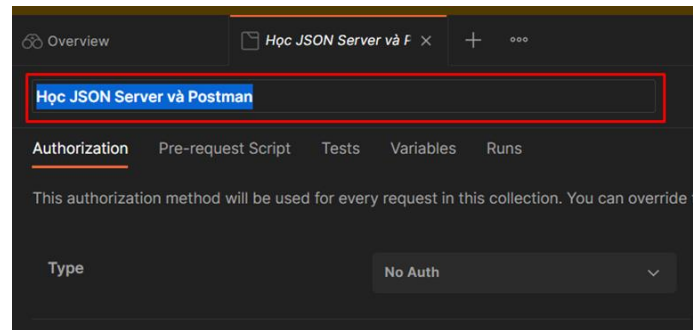 Overview
Học JSON Server và P
Học JSON Server và Postman
Authorization Pre-request Script Tests Variables Runs
This authorization method will be used for every request in this collection. You can override
Type
No Auth